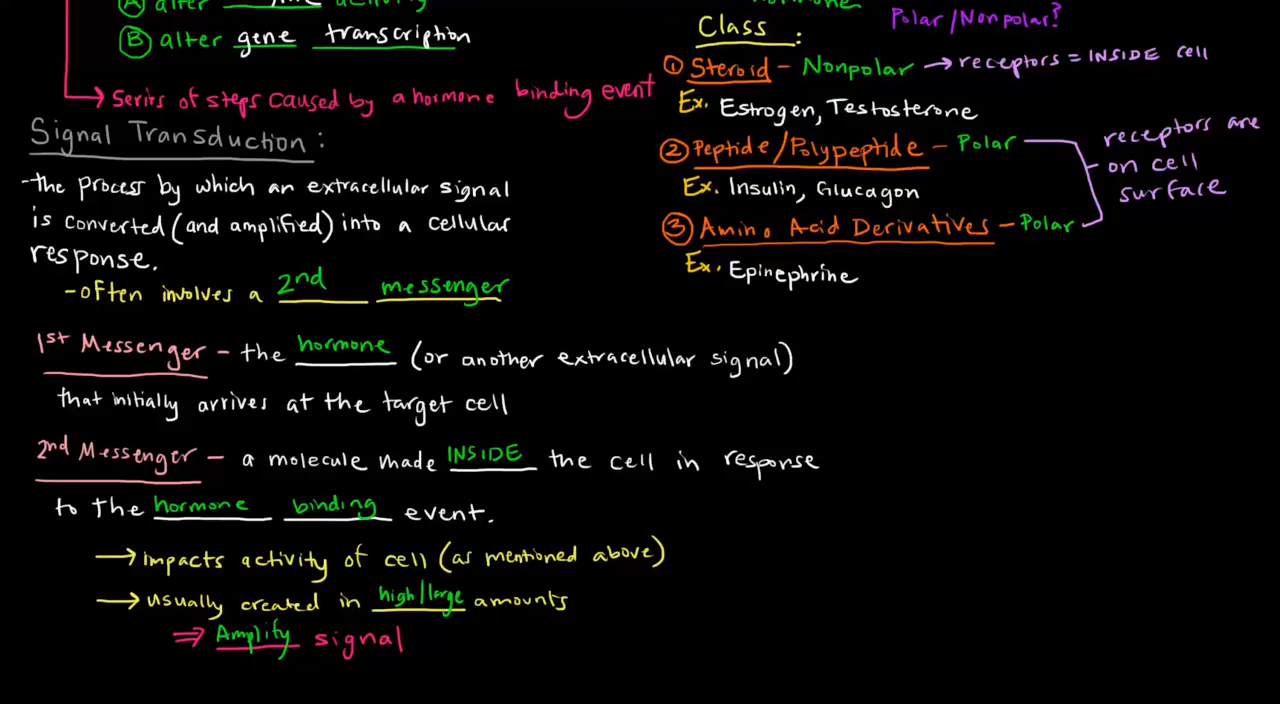 (A) alter activity
(B) alter gene transcription
→ Series of steps caused by a hormone binding event
Signal Transduction:
-the process by which an extracellular signal
is converted (and amplified) into a cellular
response.
-often involves a 2nd messenger
1st Messenger - the hormone (or another extracellular signal)
that initially arrives at the target cell
2nd Messenger - a molecule made INSIDE the cell in response
to the hormone binding event.
→ impacts activity of cell (as mentioned above)
→ usually created in high/large amounts
⇒ Amplify signal
Polar/Nonpolar?
Class:
① Steroid - Nonpolar → receptors = INSIDE cell
Ex. Estrogen, Testosterone
② Peptide/Polypeptide - Polar
Ex. Insulin, Glucagon
③ Amino Acid Derivatives - Polar
Ex. Epinephrine
receptors are
on cell
surface